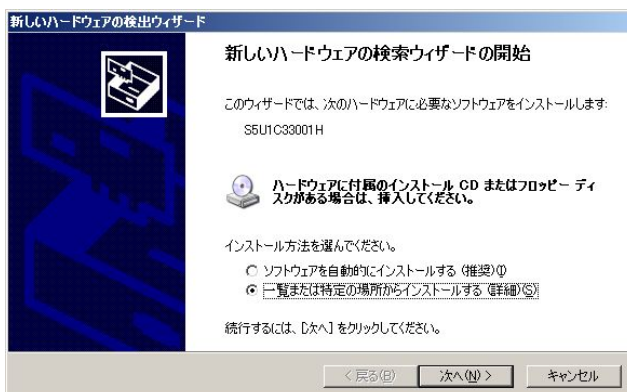 新しいハードウェアの検出ウィザード
新しいハードウェアの検索ウィザードの開始
このウィザードでは、次のハードウェアに必要なソフトウェアをインストールします:
S5U1C33001H
ハードウェアに付属のインストール CD またはフロッピー ディ
スクがある場合は、挿入してください。
インストール方法を選んでください。
ソフトウェアを自動的にインストールする (推奨)(I)
一覧または特定の場所からインストールする (詳細)(S)
続行するには、[次へ] をクリックしてください。
< 戻る(B) 次へ(N) > キャンセル